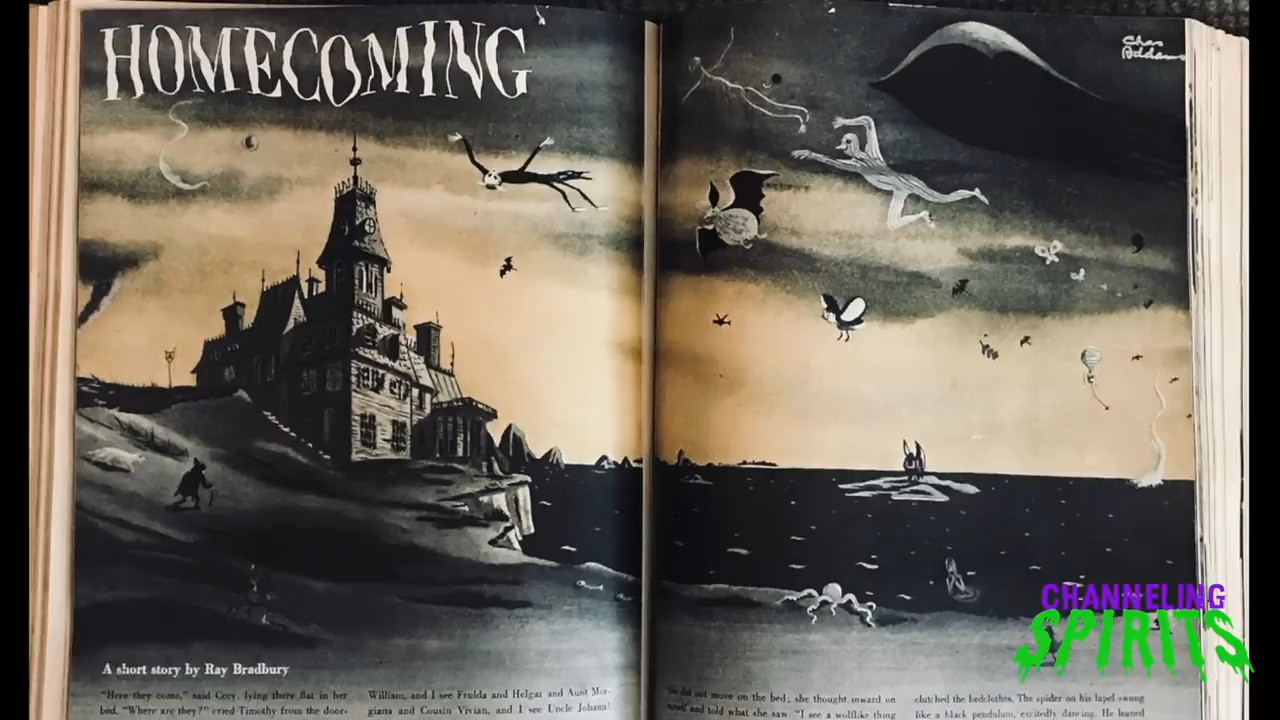 HOMECOMING
Chas
Addams
A short story by Ray Bradbury
"Here they come," said Cecy, lying there flat in her
bed. "Where are they?" cried Timothy from the door-
William, and I see Frulda and Helgar and Aunt Mor-
giana and Cousin Vivian, and I see Uncle Johann!
She did not move on the bed; she thought inward on
herself and told what she saw. "I see a wolflike thing
clutched the bedclothes. The spider on his lapel swung
like a black pendulum, excitedly dancing. He leaned
CHANNELING
SPIRITS